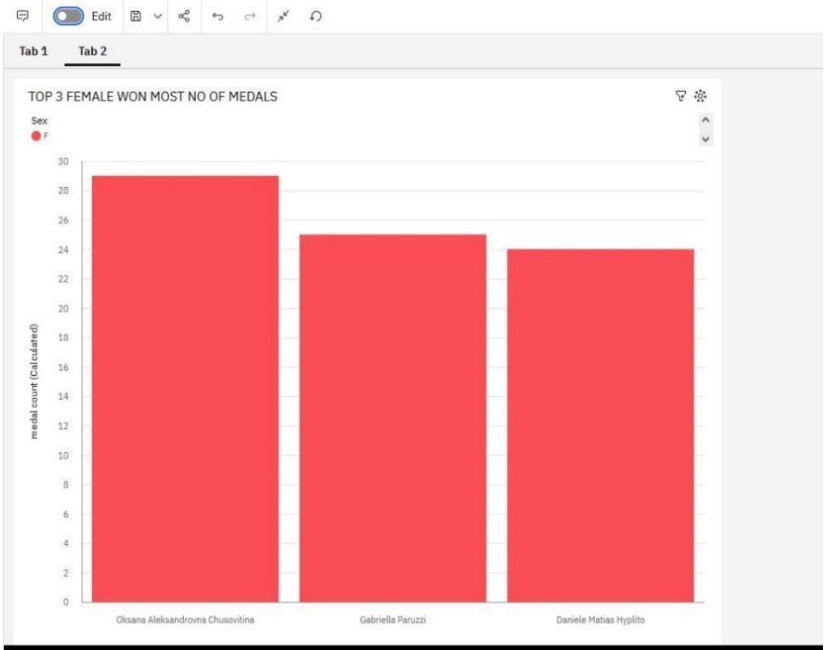 Edit
Tab 1 Tab 2
TOP 3 FEMALE WON MOST NO OF MEDALS
Sex
F
30
28
26
24
22
20
18
16
14
12
10
8
6
4
2
0
medal count (Calculated)
Oksana Aleksandrovna Chusovitina Gabriella Paruzzi Daniele Matias Hyplito